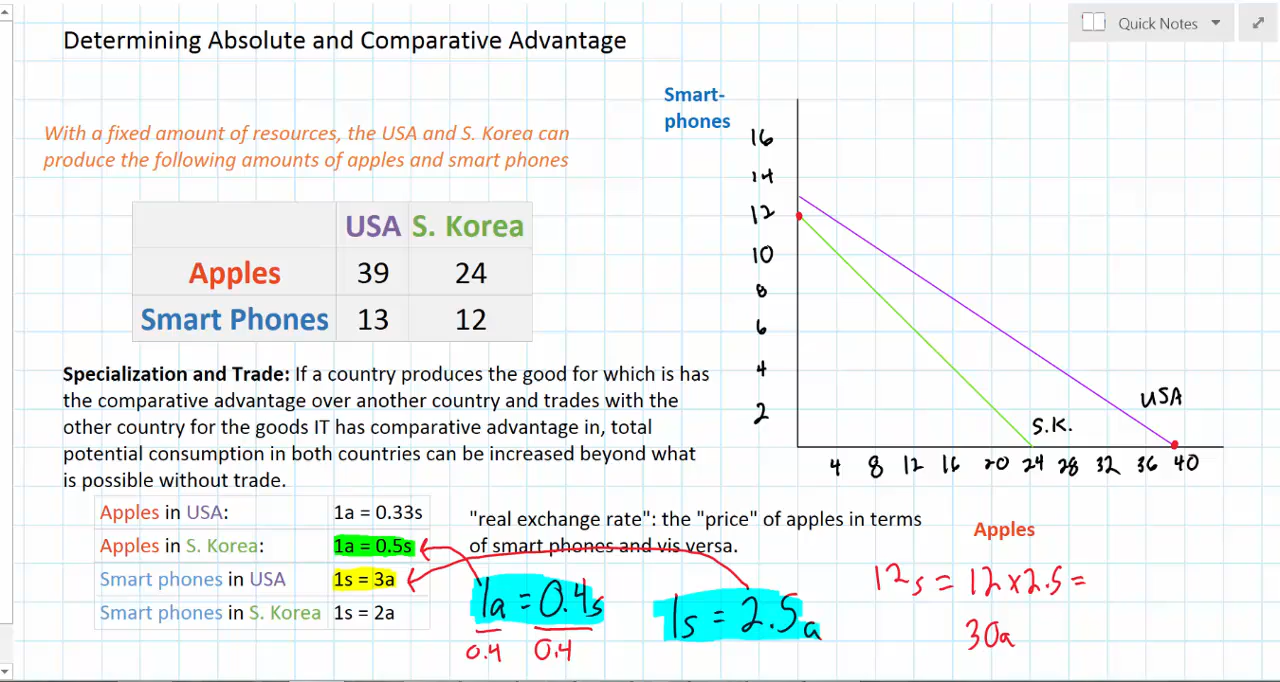 Determining Absolute and Comparative Advantage
Quick Notes
With a fixed amount of resources, the USA and S. Korea can
produce the following amounts of apples and smart phones
USA S. Korea
Apples 39 24
Smart Phones 13 12
Specialization and Trade: If a country produces the good for which is has
the comparative advantage over another country and trades with the
other country for the goods IT has comparative advantage in, total
potential consumption in both countries can be increased beyond what
is possible without trade.
Apples in USA: 1a = 0.33s
Apples in S. Korea: 1a = 0.5s
Smart phones in USA 1s = 3a
Smart phones in S. Korea 1s = 2a
Smart-
phones
16
14
12
10
8
6
4
2
USA
S.K.
4 8 12 16 20 24 28 32 36 40
Apples
"real exchange rate": the "price" of apples in terms
of smart phones and vis versa.
1a = 0.4s
0.4 0.4
1s = 2.5a
12s = 12x2.5 =
30a